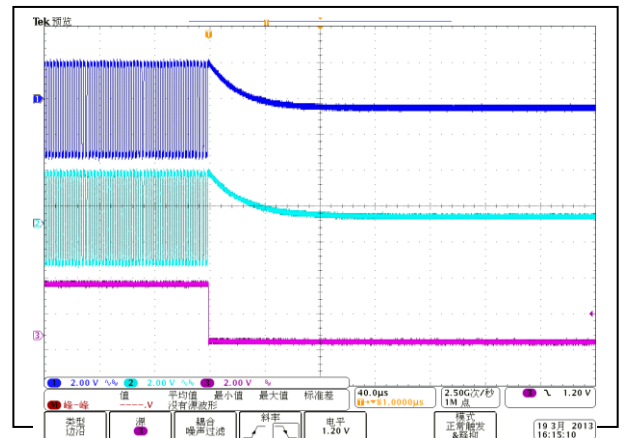 Tek 预览
1
2
3
1 2.00 V 2 2.00 V 3 2.00 V
值 平均值 最小值 最大值 标准差
M 峰-峰 ----.V 没有源波形
40.0µs
2.50G次/秒
1M 点
3 1.20 V
类型
边沿
源
3
耦合
噪声过滤
斜率
电平
1.20 V
模式
正常触发
&释抑
19 3月 2013
16:15:10